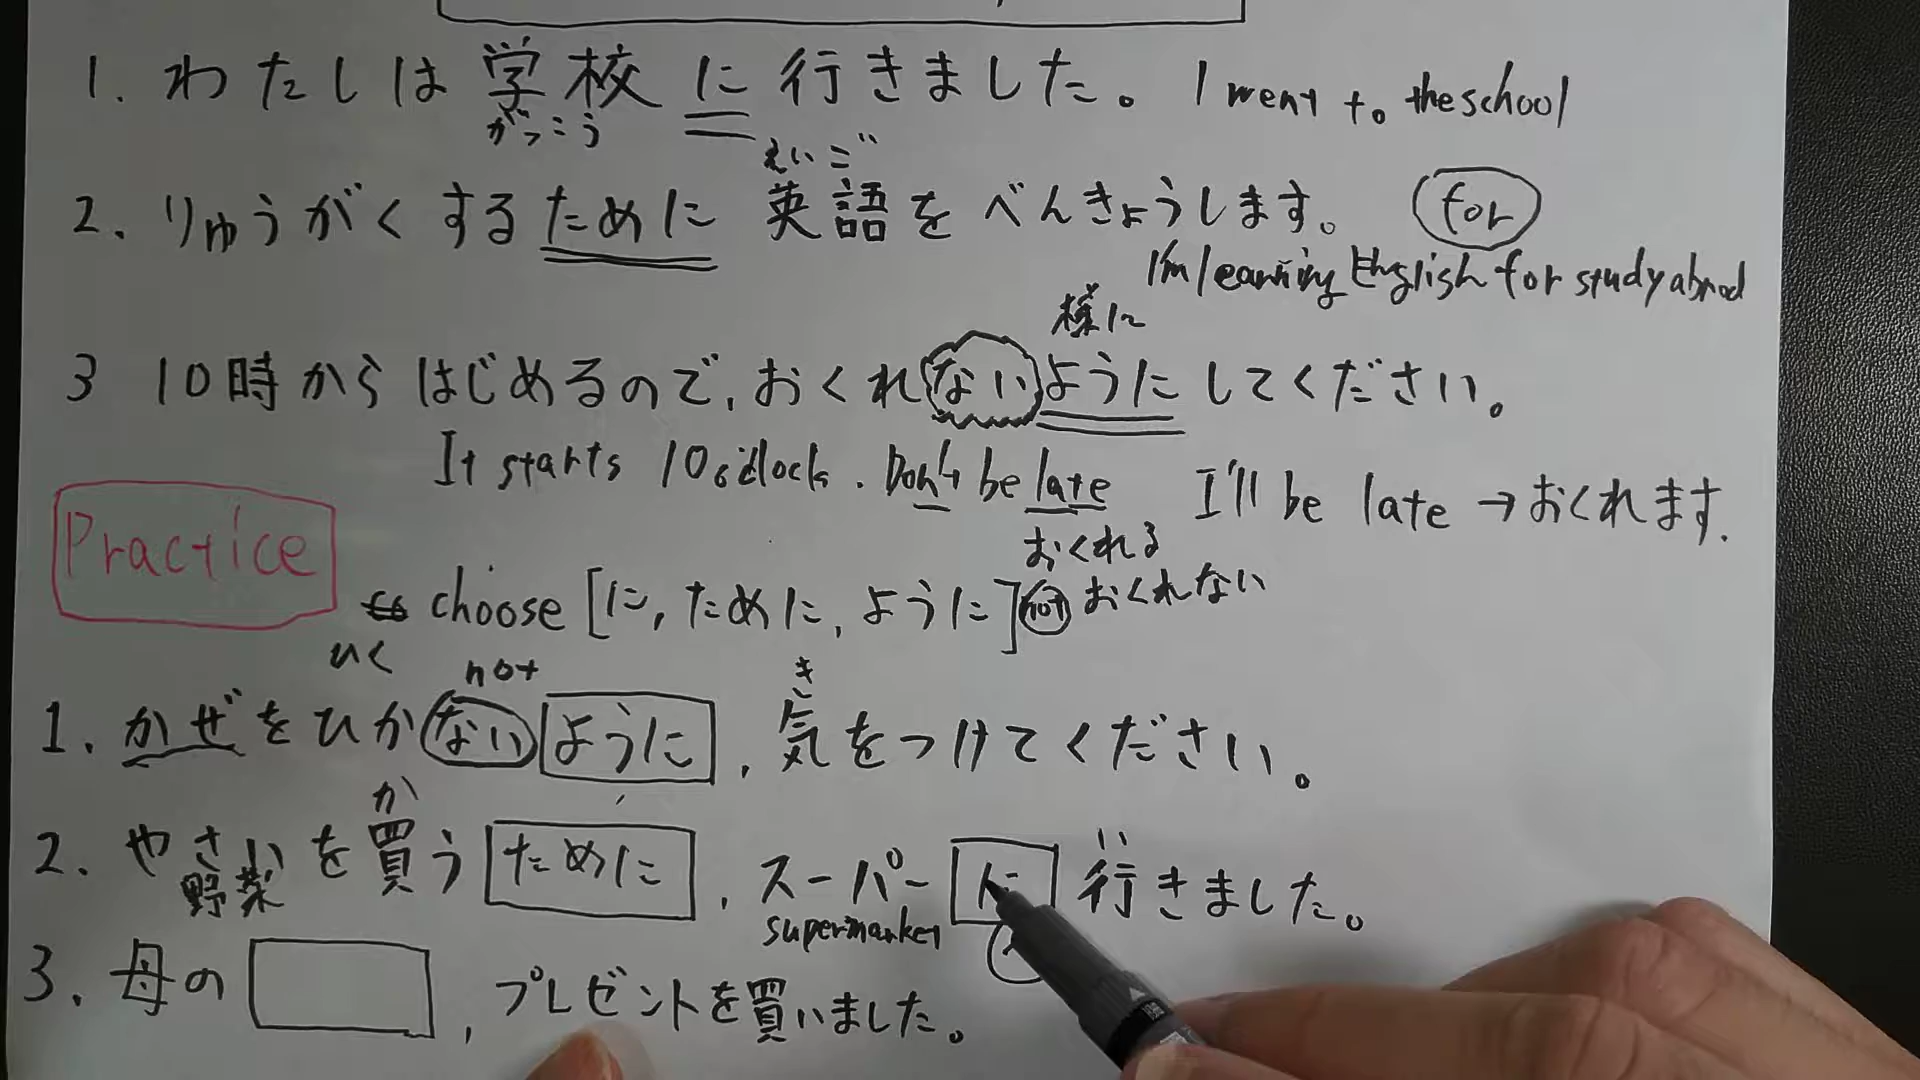 1. わたしは学校に行きました。 I went to the school
がっこう
えいご
2. りゅうがくするために 英語をべんきょうします。 for
I'm learning English for study abroad
様に
3 10時からはじめるので、おくれないようにしてください。
It starts 10 o'clock. Don't be late I'll be late → おくれます.
おくれる
Practice
choose [に, ために, ように] not おくれない
ひく not き
1. かぜをひかないように, 気をつけてください。
か
2. やさいを買うために, スーパーに行きました。
野菜 supermarket い
3. 母の , プレゼントを買いました。